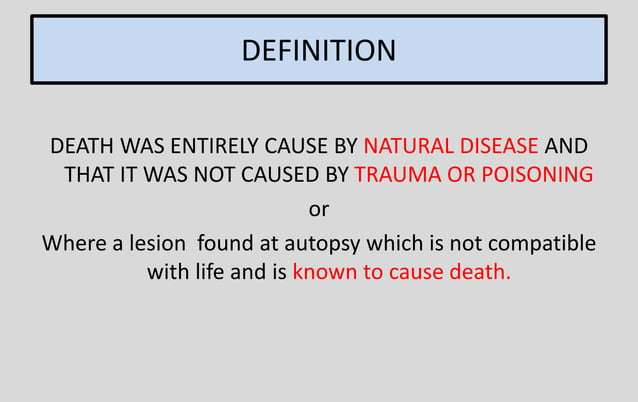 DEFINITION
DEATH WAS ENTIRELY CAUSE BY NATURAL DISEASE AND
THAT IT WAS NOT CAUSED BY TRAUMA OR POISONING
or
Where a lesion found at autopsy which is not compatible
with life and is known to cause death.